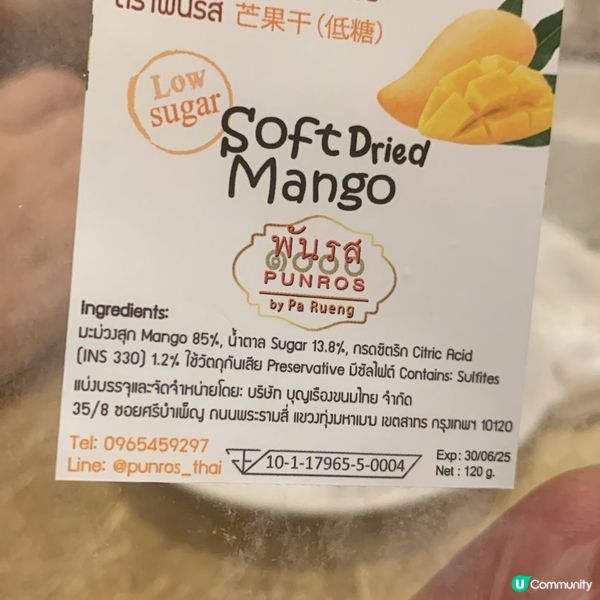 ตราพันรส 芒果干(低糖)
Low
sugar
Soft Dried
Mango
พันรส
๑๐๐๐
PUNROS
by Pa Rueng
Ingredients:
มะม่วงสุก Mango 85%, น้ำตาล Sugar 13.8%, กรดซิตริก Citric Acid
(INS 330) 1.2% ใช้วัตถุกันเสีย Preservative มีซัลไฟต์ Contains: Sulfites
แบ่งบรรจุและจัดจำหน่ายโดย: บริษัท บุญเรืองขนมไทย จำกัด
35/8 ซอยศรีบำเพ็ญ ถนนพระรามสี่ แขวงทุ่งมหาเมฆ เขตสาทร กรุงเทพฯ 10120
Tel: 0965459297
Line: @punros_thai
10-1-17965-5-0004
Exp: 30/06/25
Net : 120 g.
U Community